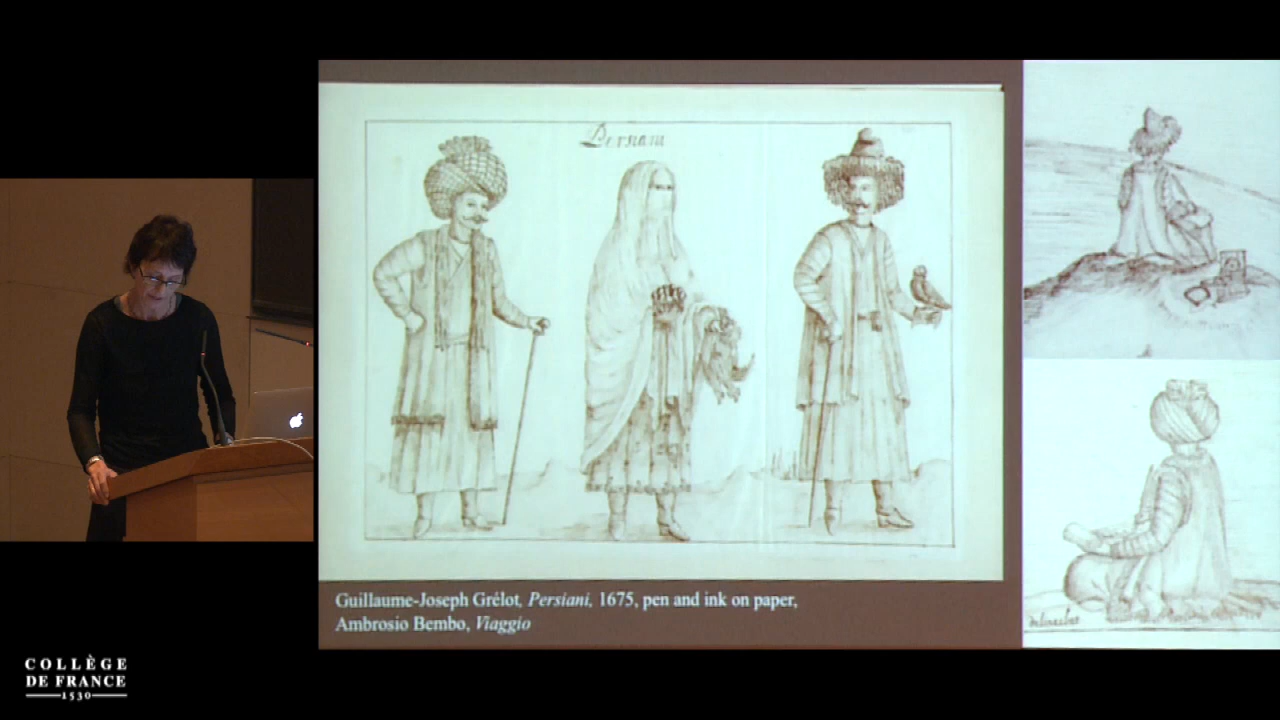 Persiani
Guillaume-Joseph Grélot, Persiani, 1675, pen and ink on paper,
Ambrosio Bembo, Viaggio
COLLÈGE
DE FRANCE
1530